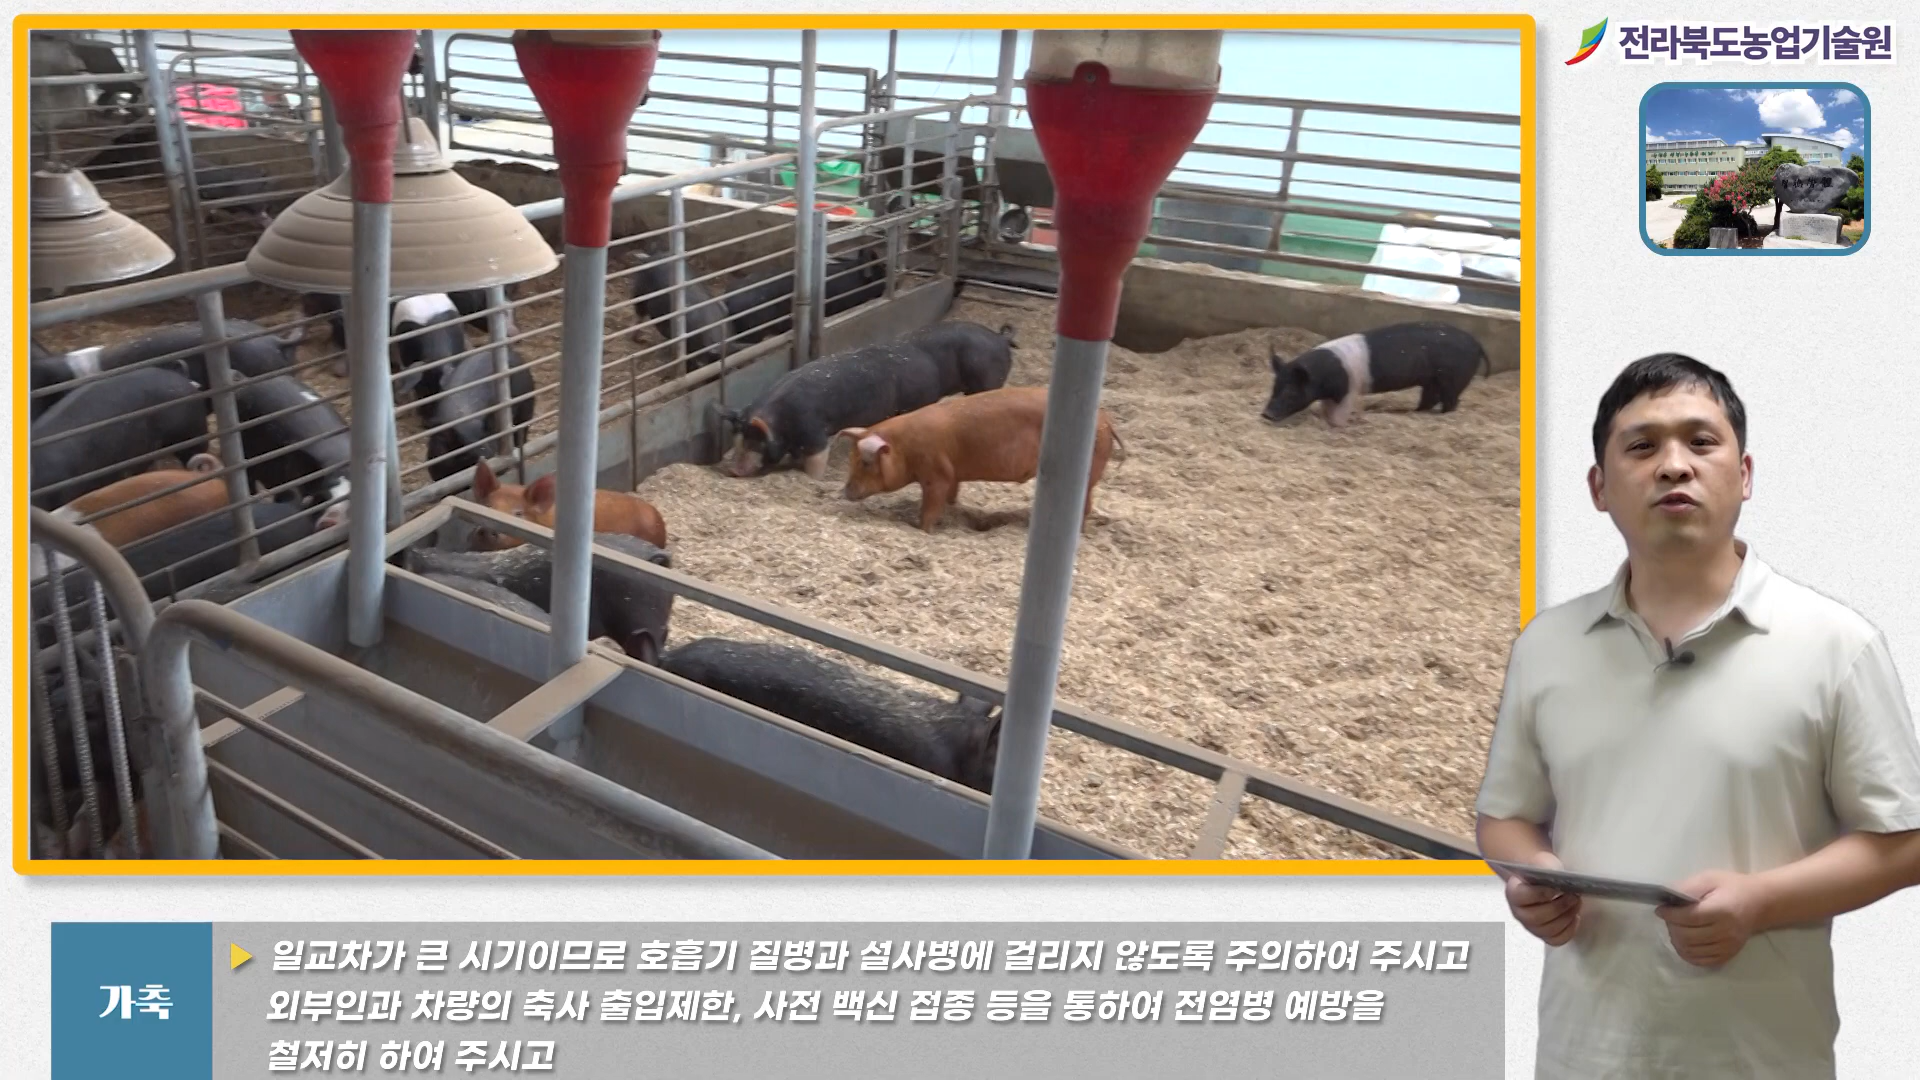 전라북도농업기술원
가축
일교차가 큰 시기이므로 호흡기 질병과 설사병에 걸리지 않도록 주의하여 주시고
외부인과 차량의 축사 출입제한, 사전 백신 접종 등을 통하여 전염병 예방을
철저히 하여 주시고